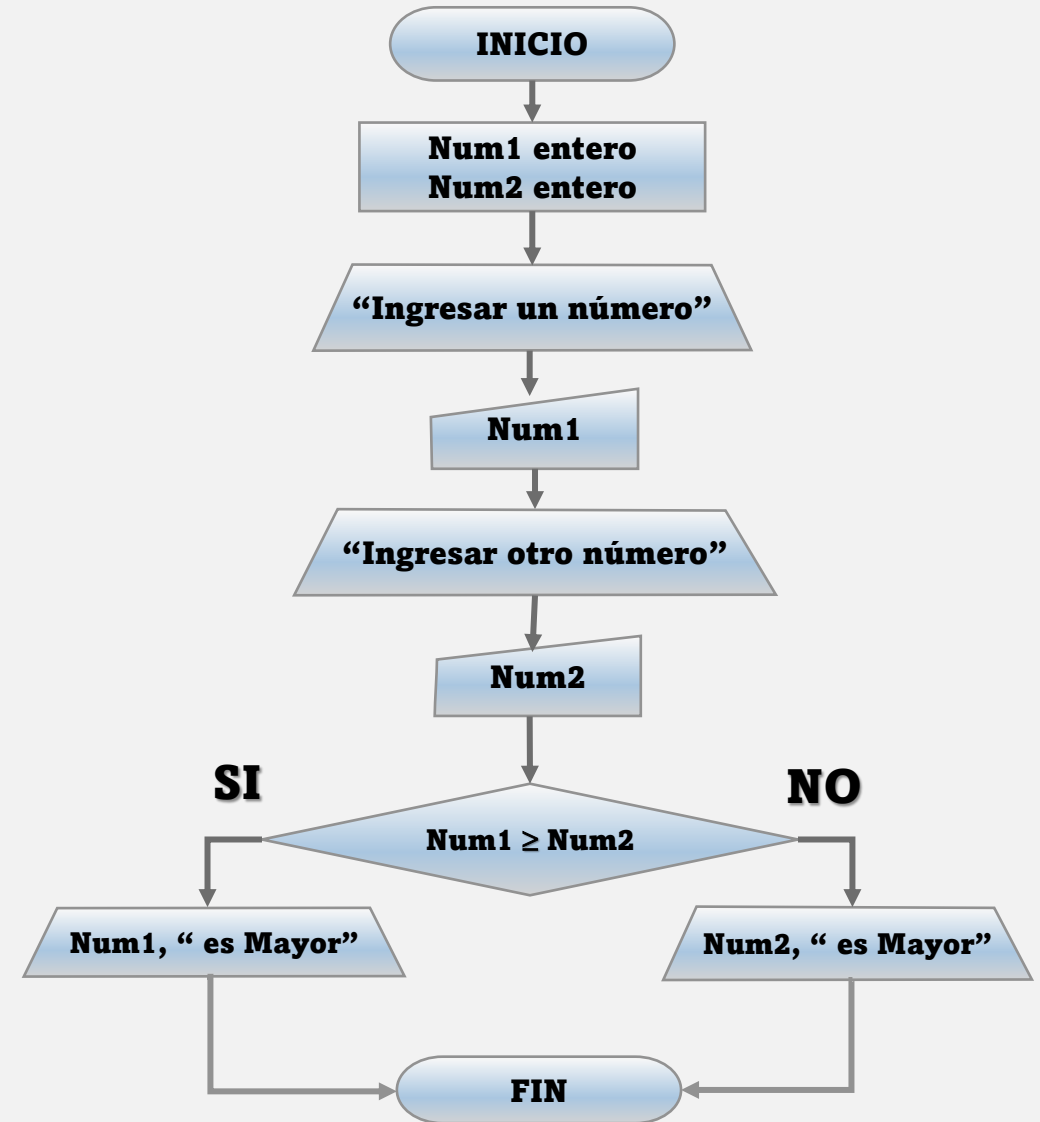 INICIO
Num1 entero
Num2 entero
“Ingresar un número”
Num1
“Ingresar otro número”
Num2
SI
NO
Num1 ≥ Num2
Num1, “ es Mayor”
Num2, “ es Mayor”
FIN